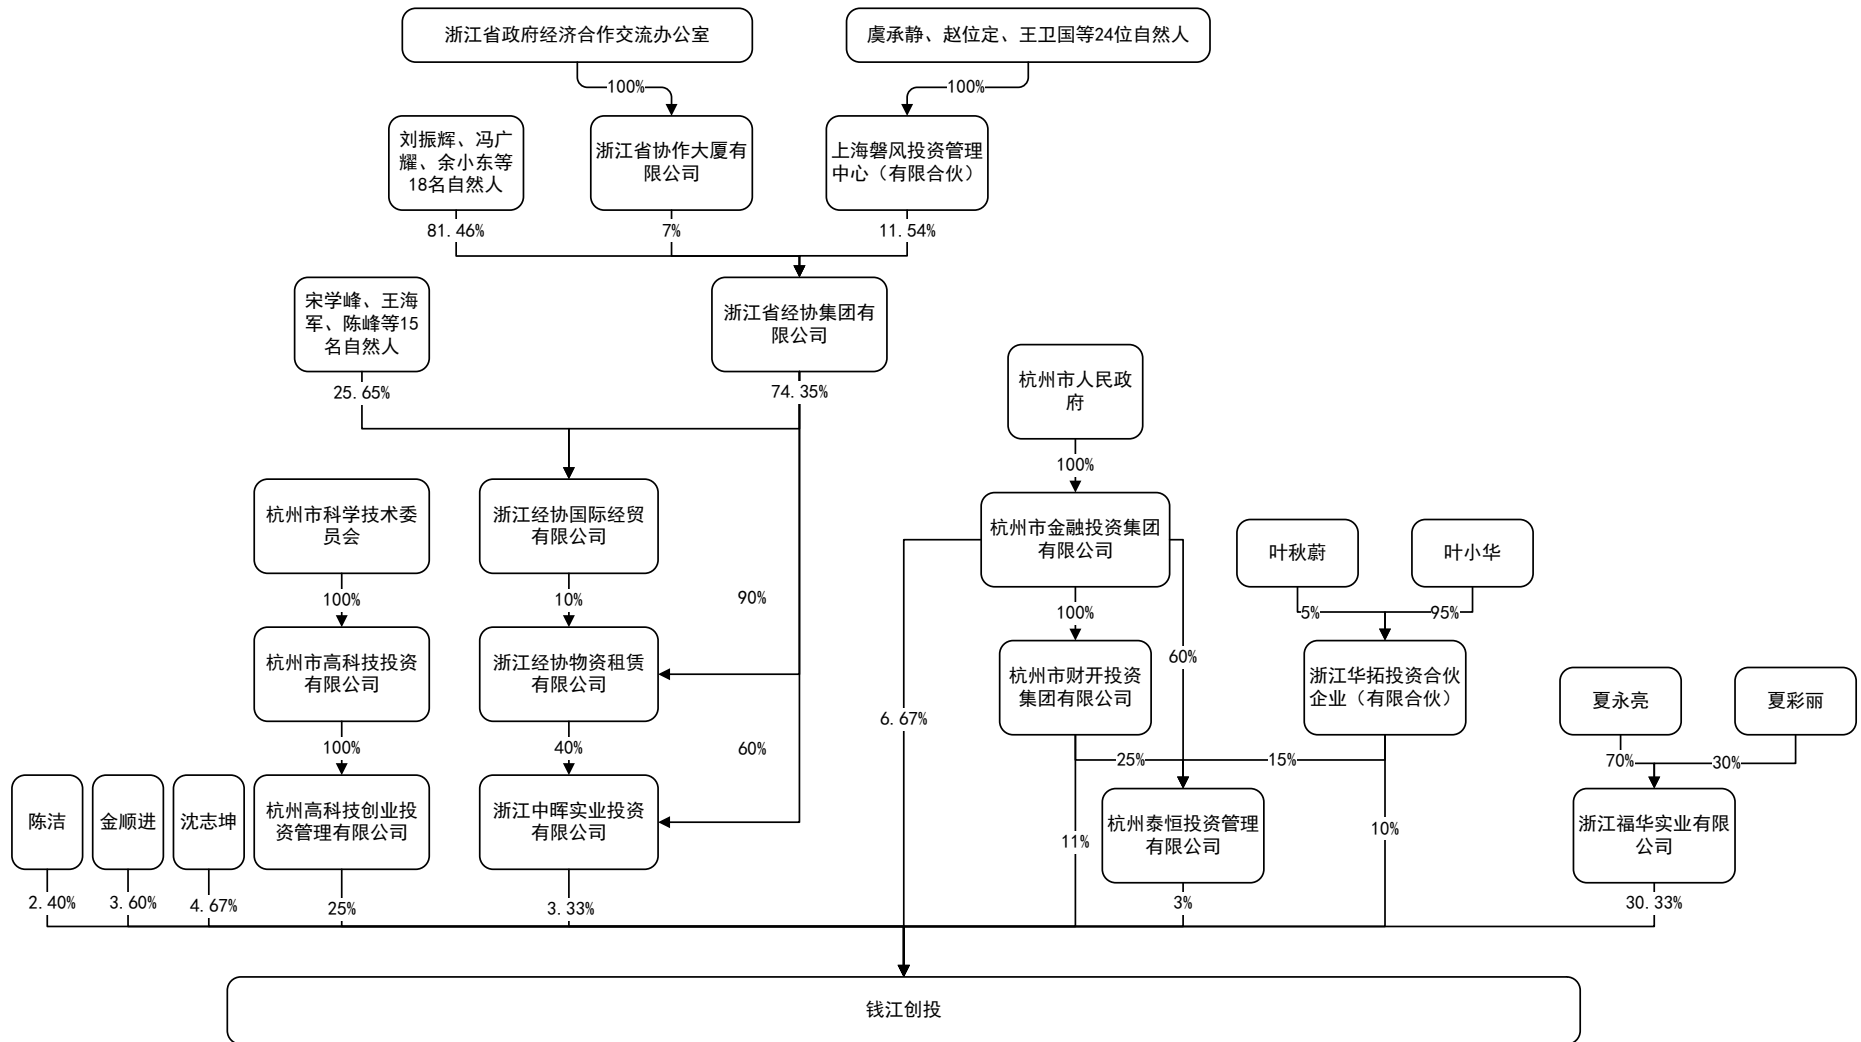 浙江省政府经济合作交流办公室
虞承静、赵位定、王卫国等24位自然人
100%
100%
刘振辉、冯广
耀、余小东等
18名自然人
浙江省协作大厦有
限公司
上海磐风投资管理
中心（有限合伙）
81.46%
7%
11.54%
宋学峰、王海
军、陈峰等15
名自然人
浙江省经协集团有
限公司
25.65%
74.35%
杭州市人民政
府
100%
杭州市科学技术委
员会
浙江经协国际经贸
有限公司
杭州市金融投资集团
有限公司
叶秋蔚
叶小华
100%
10%
90%
100%
5%
95%
杭州市高科技投资
有限公司
浙江经协物资租赁
有限公司
60%
杭州市财开投资
集团有限公司
浙江华拓投资合伙
企业（有限合伙）
夏永亮
夏彩丽
6.67%
100%
40%
60%
25%
15%
70%
30%
陈洁
金顺进
沈志坤
杭州高科技创业投
资管理有限公司
浙江中晖实业投资
有限公司
11%
杭州泰恒投资管理
有限公司
10%
浙江福华实业有限
公司
2.40%
3.60%
4.67%
25%
3.33%
3%
30.33%
钱江创投